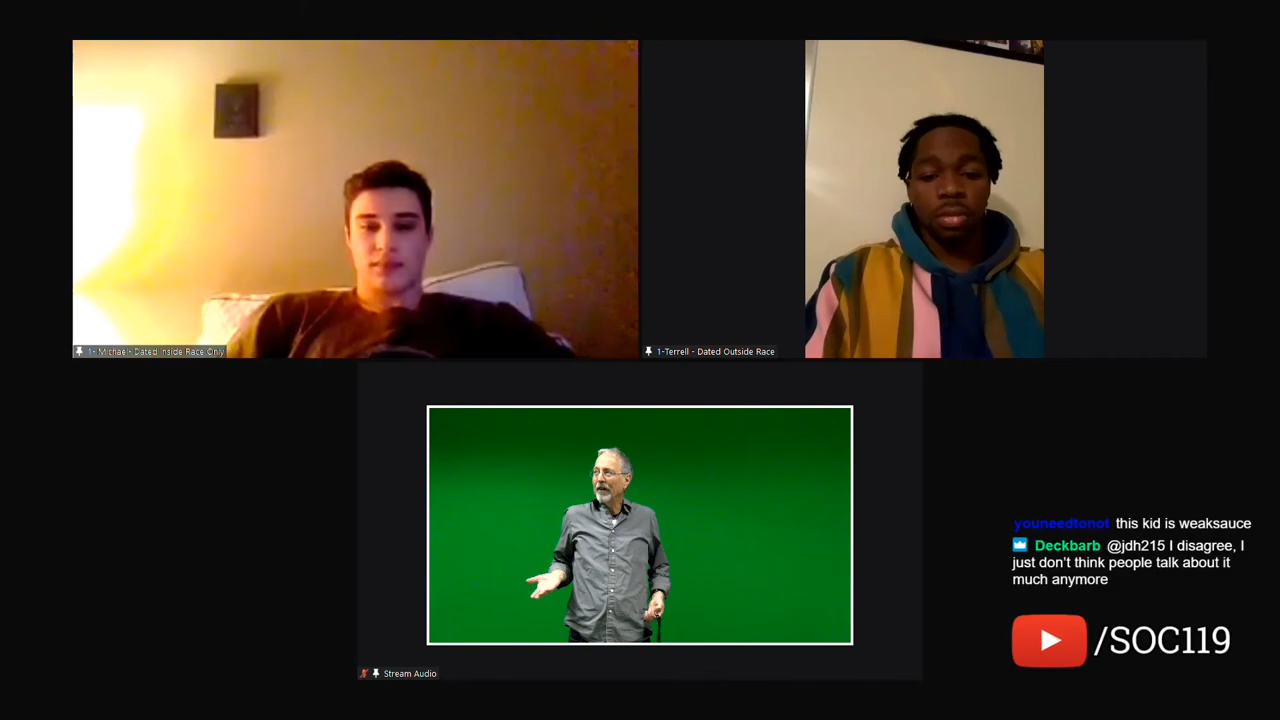 1- Michael - Dated Inside Race Only
1-Terrell - Dated Outside Race
youneedtonot this kid is weaksauce
Deckbarb @jdh215 I disagree, I
just don't think people talk about it
much anymore
/SOC119
Stream Audio